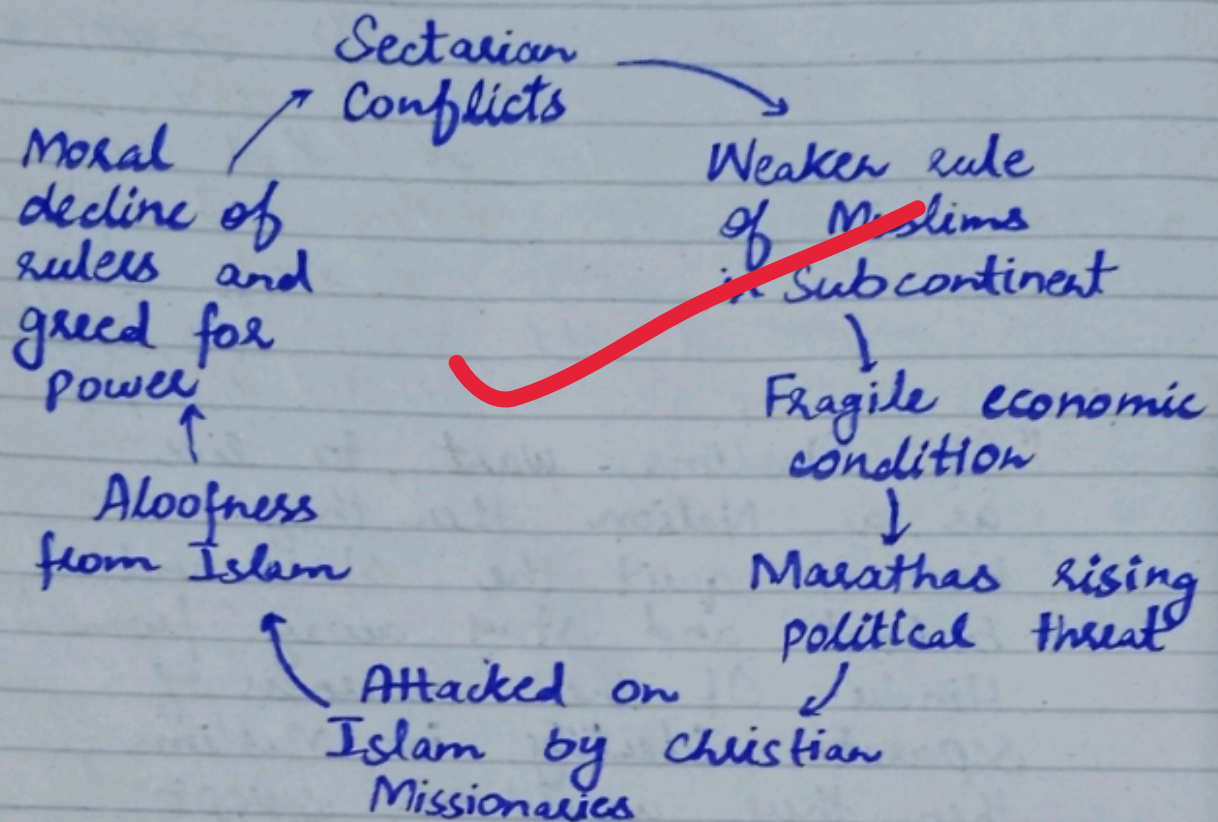 Sectarian
Conflicts
Weaker rule
of Muslims
in Subcontinent
Fragile economic
condition
Marathas rising
political threat
Attacked on
Islam by Christian
Missionaries
Aloofness
from Islam
Moral
decline of
rulers and
greed for
power